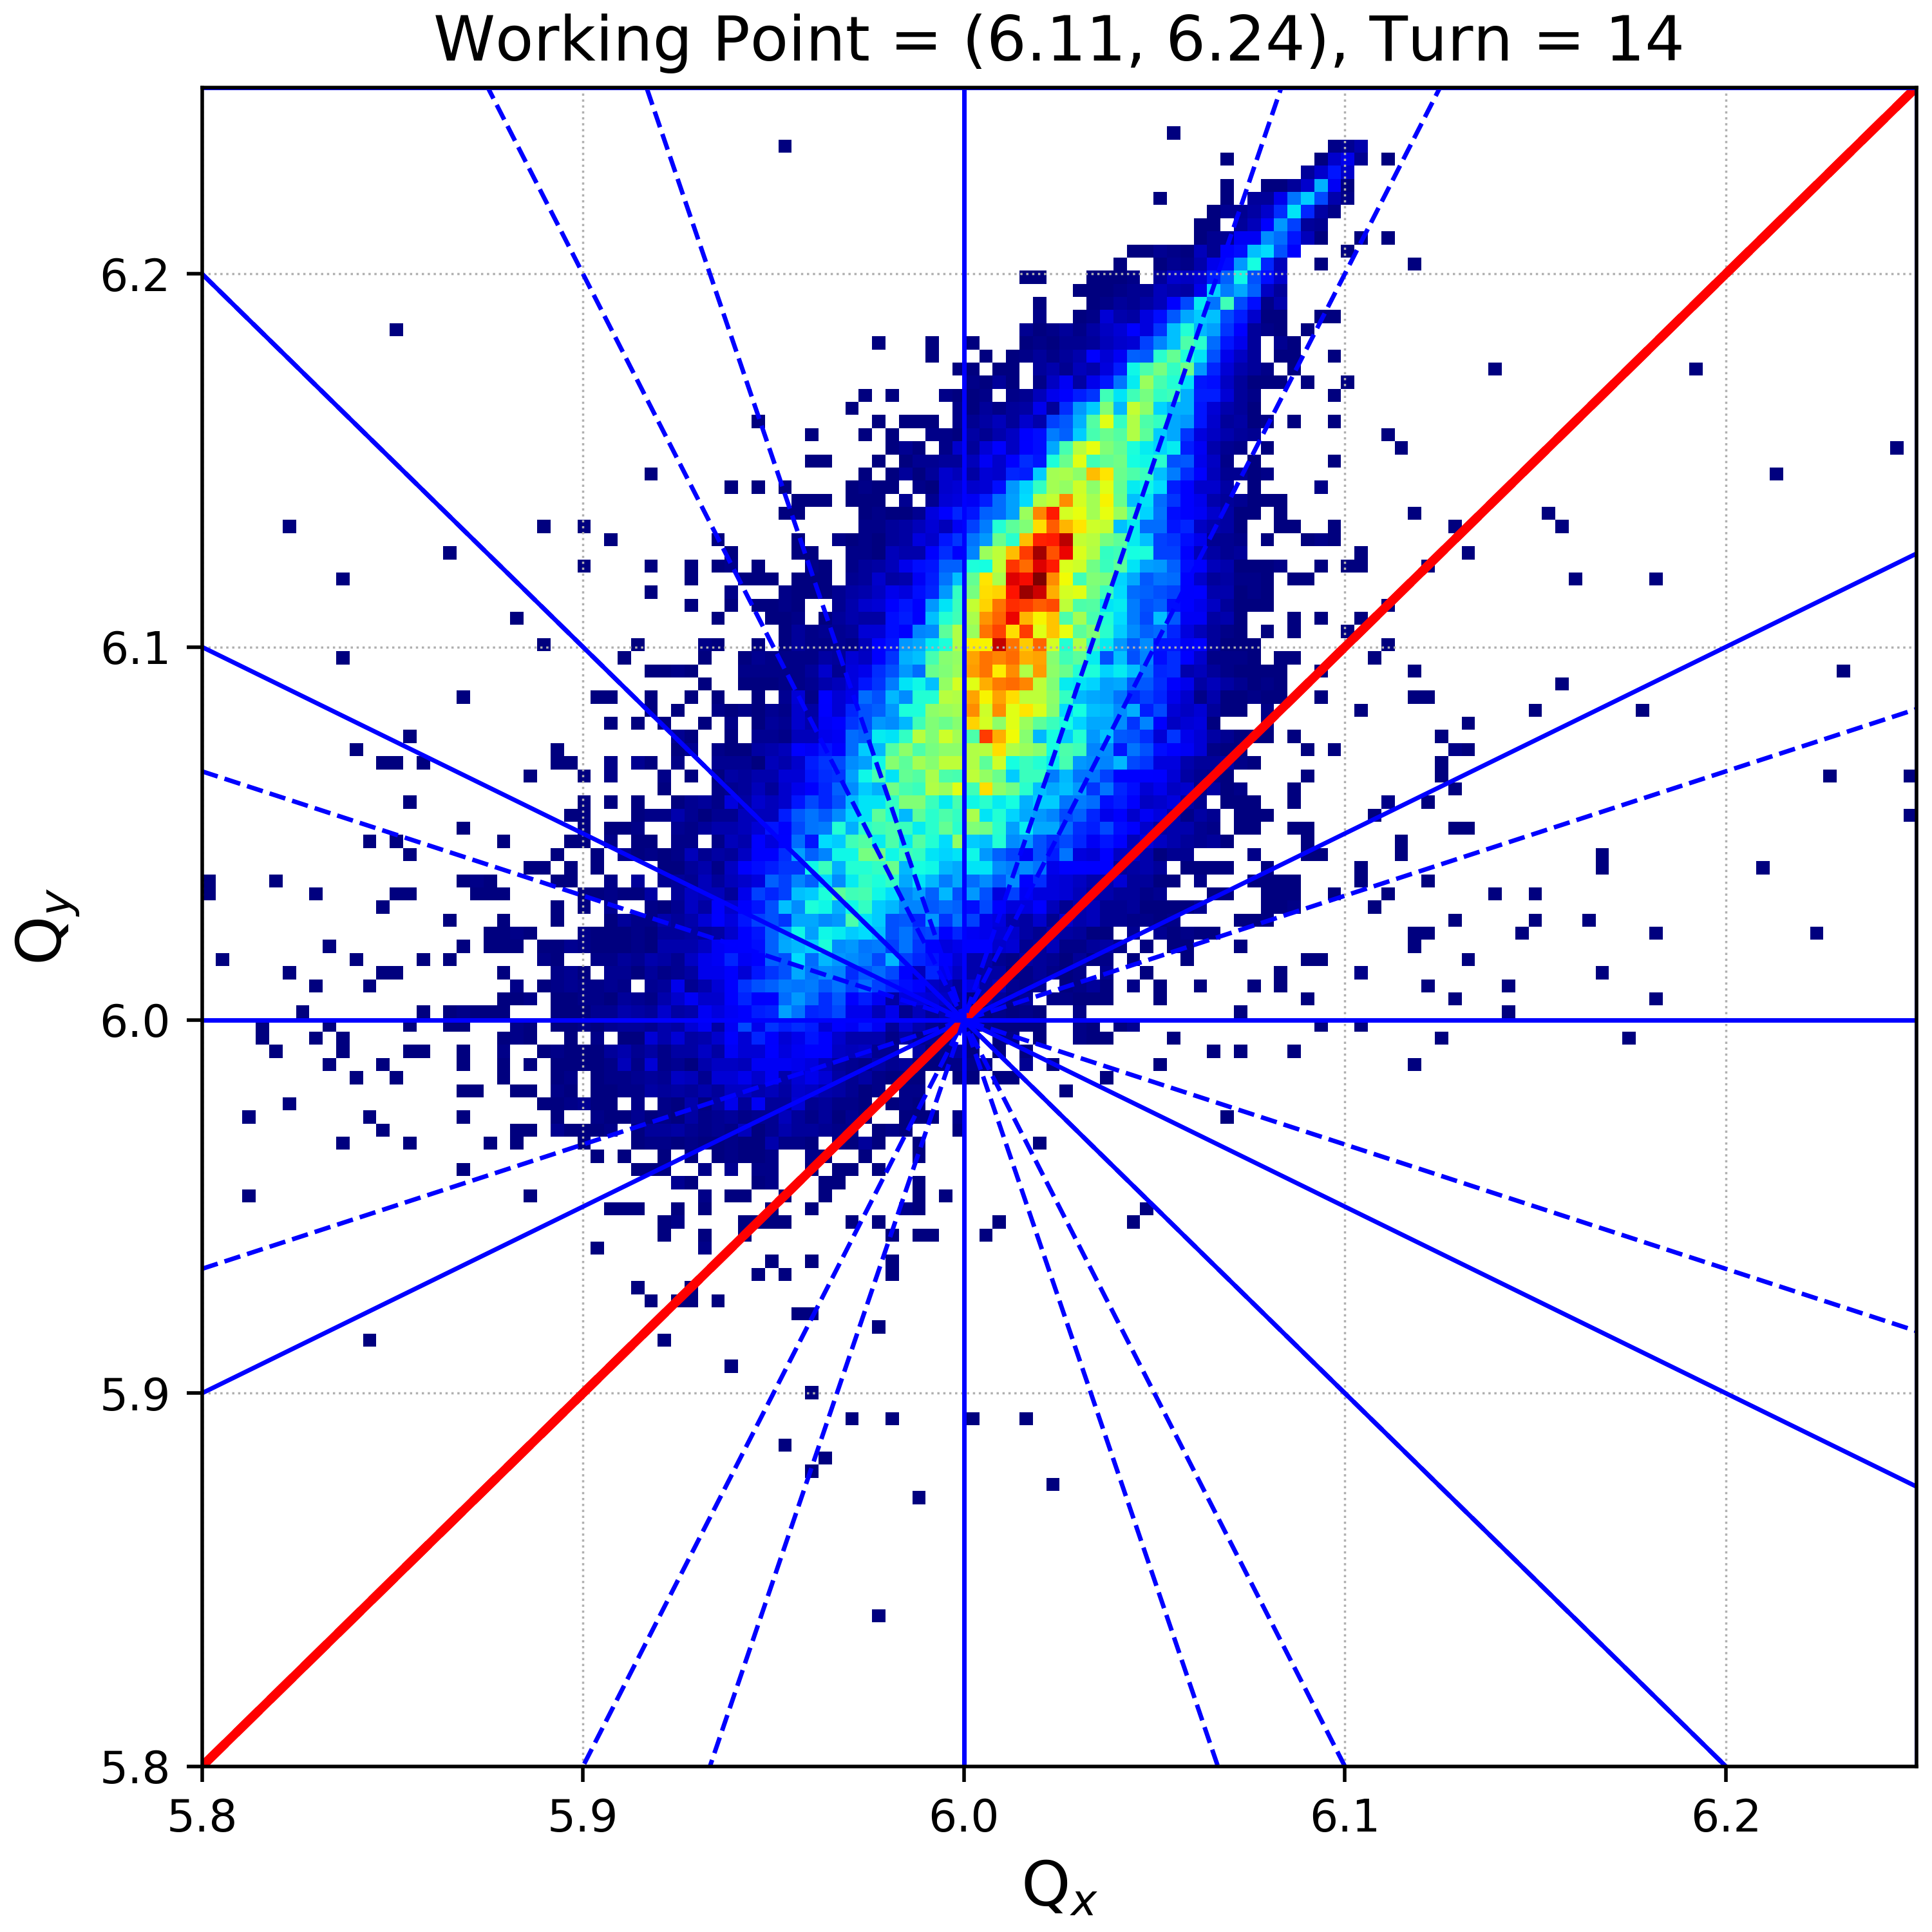 Working Point = (6.11, 6.24), Turn = 14
6.2
6.1
6.0
5.9
5.8
Qy
5.8 5.9 6.0 6.1 6.2
Qx